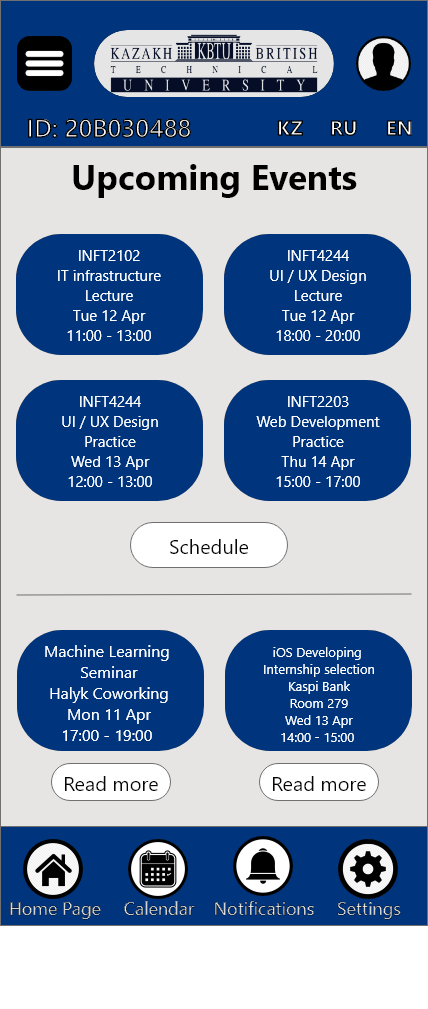 KAZAKH KBTU BRITISH
TECHNICAL
UNIVERSITY
ID: 20B030488
KZ RU EN
Upcoming Events
INFT2102
IT infrastructure
Lecture
Tue 12 Apr
11:00 - 13:00
INFT4244
UI / UX Design
Lecture
Tue 12 Apr
18:00 - 20:00
INFT4244
UI / UX Design
Practice
Wed 13 Apr
12:00 - 13:00
INFT2203
Web Development
Practice
Thu 14 Apr
15:00 - 17:00
Schedule
Machine Learning
Seminar
Halyk Coworking
Mon 11 Apr
17:00 - 19:00
Read more
iOS Developing
Internship selection
Kaspi Bank
Room 279
Wed 13 Apr
14:00 - 15:00
Read more
Home Page
Calendar
Notifications
Settings